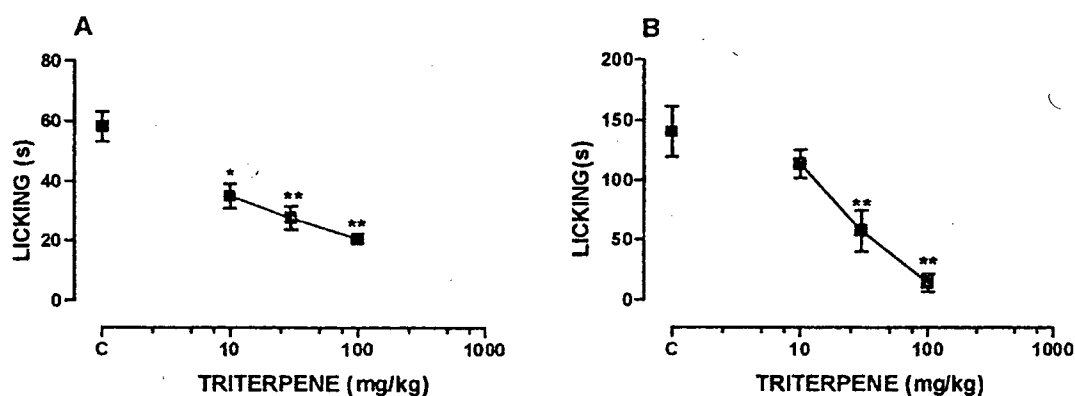 A
LICKING (s)
80
60
40
20
0
*
**
**
C
10
100
1000
TRITERPENE (mg/kg)
B
LICKING(s)
200
150
100
50
0
**
**
C
10
100
1000
TRITERPENE (mg/kg)